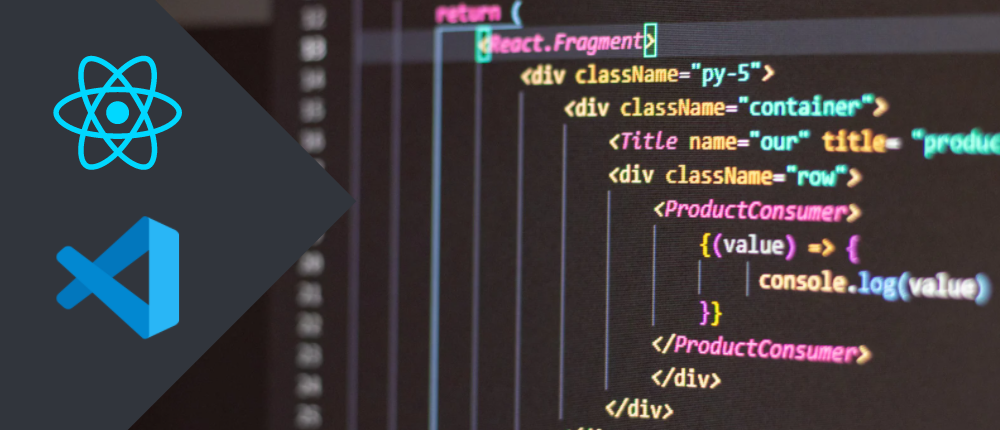 return (
<React.Fragment>
<div className="py-5">
<div className="container">
<Title name="our" title= "produc
<div className="row">
<ProductConsumer>
{(value) => {
console.log(value)
}}
</ProductConsumer>
</div>
</div>